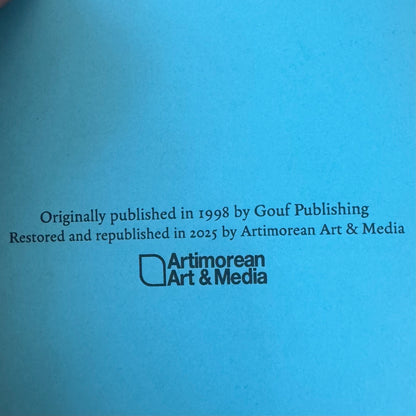 Originally published in 1998 by Gouf Publishing
Restored and republished in 2025 by Artimorean Art & Media
Artimorean
Art & Media